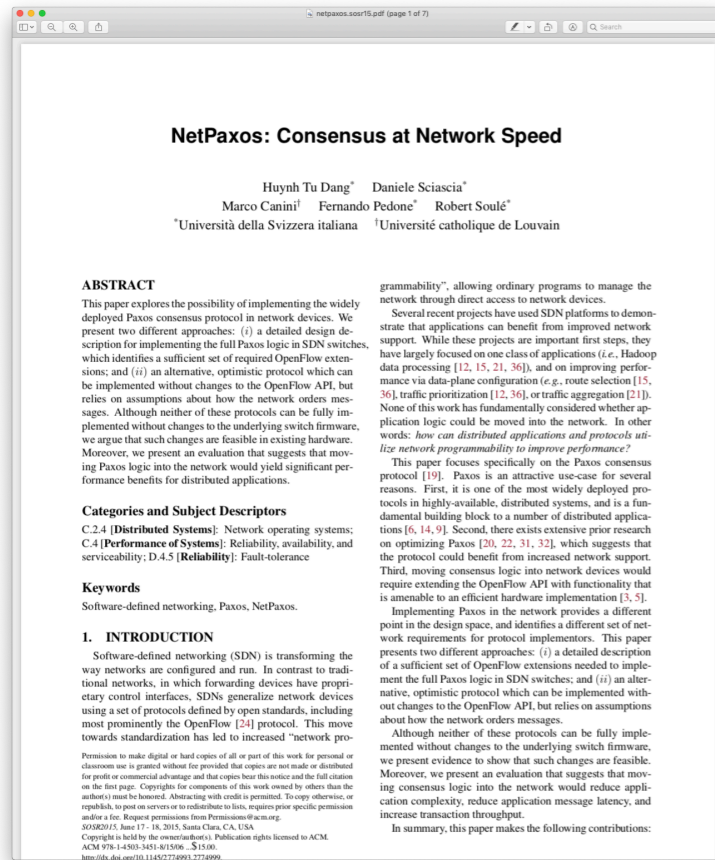 netpaxos.sosr15.pdf (page 1 of 7)
Search
NetPaxos: Consensus at Network Speed
Huynh Tu Dang* Daniele Sciascia*
Marco Canini† Fernando Pedone* Robert Soulé*
*Università della Svizzera italiana †Université catholique de Louvain
ABSTRACT
This paper explores the possibility of implementing the widely
deployed Paxos consensus protocol in network devices. We
present two different approaches: (i) a detailed design de-
scription for implementing the full Paxos logic in SDN switches,
which identifies a sufficient set of required OpenFlow exten-
sions; and (ii) an alternative, optimistic protocol which can
be implemented without changes to the OpenFlow API, but
relies on assumptions about how the network orders mes-
sages. Although neither of these protocols can be fully im-
plemented without changes to the underlying switch firmware,
we argue that such changes are feasible in existing hardware.
Moreover, we present an evaluation that suggests that mov-
ing Paxos logic into the network would yield significant per-
formance benefits for distributed applications.
Categories and Subject Descriptors
C.2.4 [Distributed Systems]: Network operating systems;
C.4 [Performance of Systems]: Reliability, availability, and
serviceability; D.4.5 [Reliability]: Fault-tolerance
Keywords
Software-defined networking, Paxos, NetPaxos.
1. INTRODUCTION
Software-defined networking (SDN) is transforming the
way networks are configured and run. In contrast to tradi-
tional networks, in which forwarding devices have propri-
etary control interfaces, SDNs generalize network devices
using a set of protocols defined by open standards, including
most prominently the OpenFlow [24] protocol. This move
towards standardization has led to increased “network pro-
Permission to make digital or hard copies of all or part of this work for personal or
classroom use is granted without fee provided that copies are not made or distributed
for profit or commercial advantage and that copies bear this notice and the full citation
on the first page. Copyrights for components of this work owned by others than the
author(s) must be honored. Abstracting with credit is permitted. To copy otherwise, or
republish, to post on servers or to redistribute to lists, requires prior specific permission
and/or a fee. Request permissions from Permissions@acm.org.
SOSR2015, June 17 - 18, 2015, Santa Clara, CA, USA
Copyright is held by the owner/author(s). Publication rights licensed to ACM.
ACM 978-1-4503-3451-8/15/06 ...$15.00.
http://dx.doi.org/10.1145/2774993.2774999.
grammability”, allowing ordinary programs to manage the
network through direct access to network devices.
Several recent projects have used SDN platforms to demon-
strate that applications can benefit from improved network
support. While these projects are important first steps, they
have largely focused on one class of applications (i.e., Hadoop
data processing [12, 15, 21, 36]), and on improving perfor-
mance via data-plane configuration (e.g., route selection [15,
36], traffic prioritization [12, 36], or traffic aggregation [21]).
None of this work has fundamentally considered whether ap-
plication logic could be moved into the network. In other
words: how can distributed applications and protocols uti-
lize network programmability to improve performance?
This paper focuses specifically on the Paxos consensus
protocol [19]. Paxos is an attractive use-case for several
reasons. First, it is one of the most widely deployed pro-
tocols in highly-available, distributed systems, and is a fun-
damental building block to a number of distributed applica-
tions [6, 14, 9]. Second, there exists extensive prior research
on optimizing Paxos [20, 22, 31, 32], which suggests that
the protocol could benefit from increased network support.
Third, moving consensus logic into network devices would
require extending the OpenFlow API with functionality that
is amenable to an efficient hardware implementation [3, 5].
Implementing Paxos in the network provides a different
point in the design space, and identifies a different set of net-
work requirements for protocol implementors. This paper
presents two different approaches: (i) a detailed description
of a sufficient set of OpenFlow extensions needed to imple-
ment the full Paxos logic in SDN switches; and (ii) an alter-
native, optimistic protocol which can be implemented with-
out changes to the OpenFlow API, but relies on assumptions
about how the network orders messages.
Although neither of these protocols can be fully imple-
mented without changes to the underlying switch firmware,
we present evidence to show that such changes are feasible.
Moreover, we present an evaluation that suggests that mov-
ing consensus logic into the network would reduce appli-
cation complexity, reduce application message latency, and
increase transaction throughput.
In summary, this paper makes the following contributions: